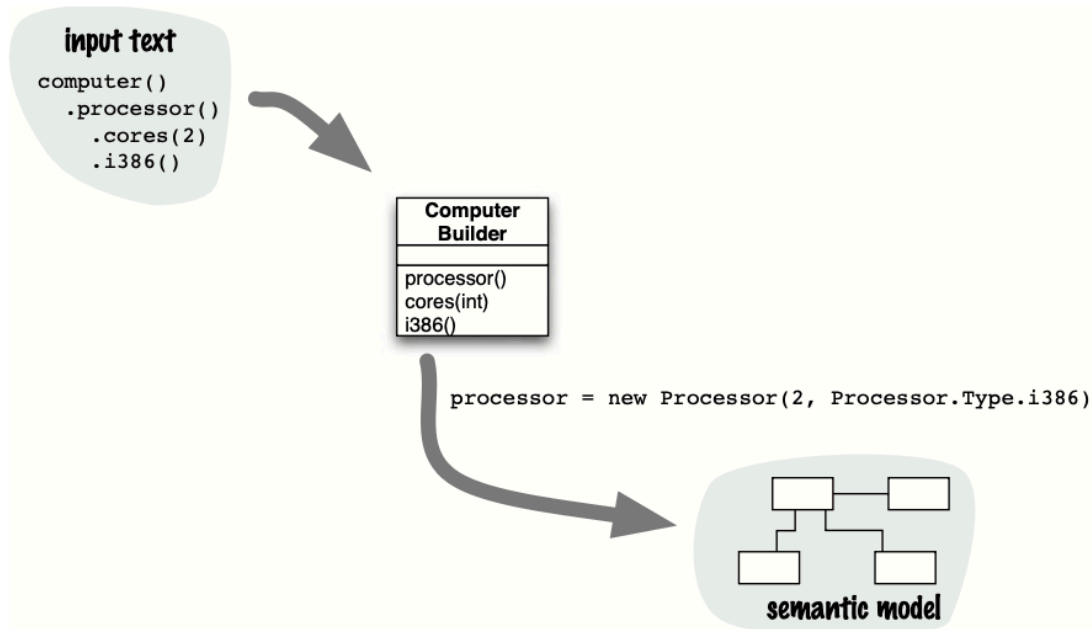 input text
computer()
.processor()
.cores(2)
.i386()
Computer
Builder
processor()
cores(int)
i386()
processor = new Processor(2, Processor.Type.i386)
semantic model